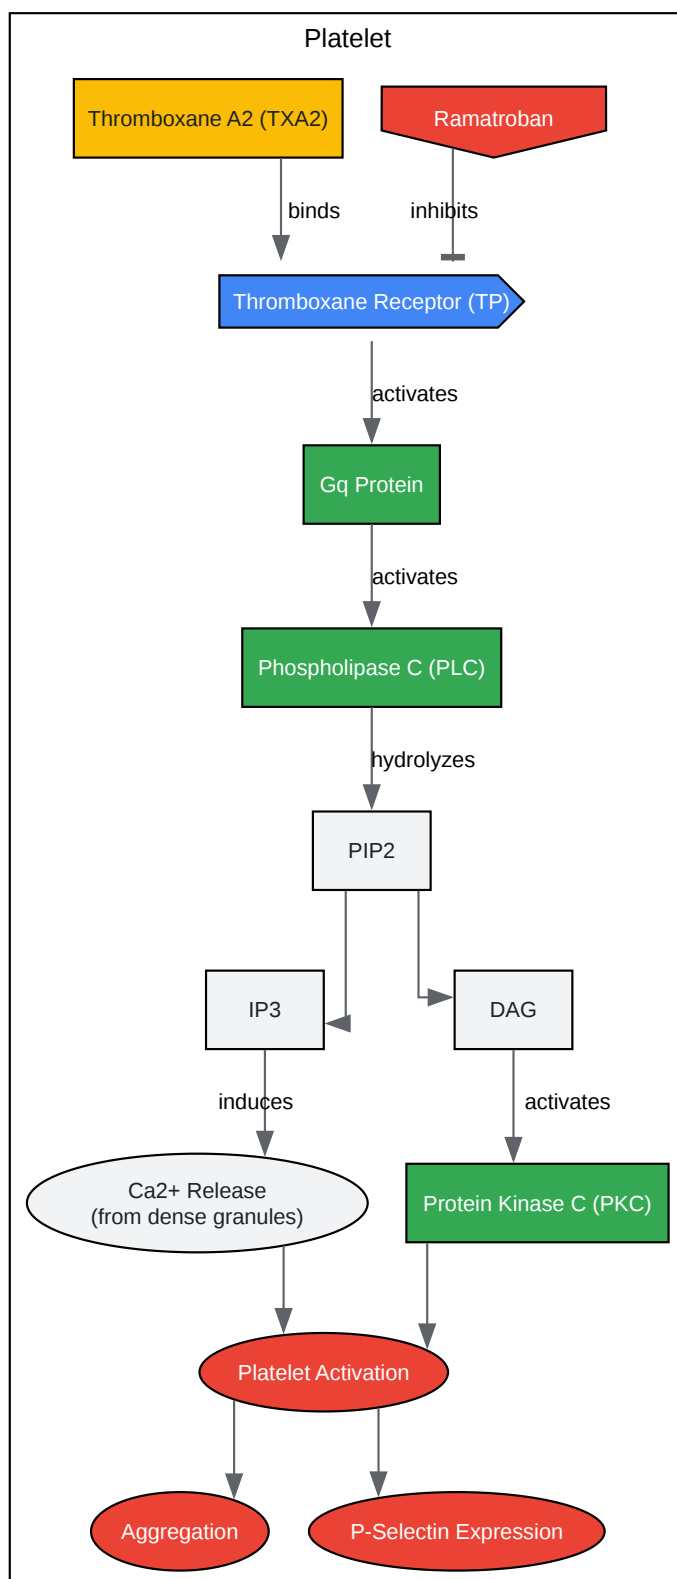 Platelet
Thromboxane A2 (TXA2)
Ramatroban
binds
inhibits
Thromboxane Receptor (TP)
activates
Gq Protein
activates
Phospholipase C (PLC)
hydrolyzes
PIP2
IP3
DAG
induces
activates
Ca2+ Release
(from dense granules)
Protein Kinase C (PKC)
Platelet Activation
Aggregation
P-Selectin Expression